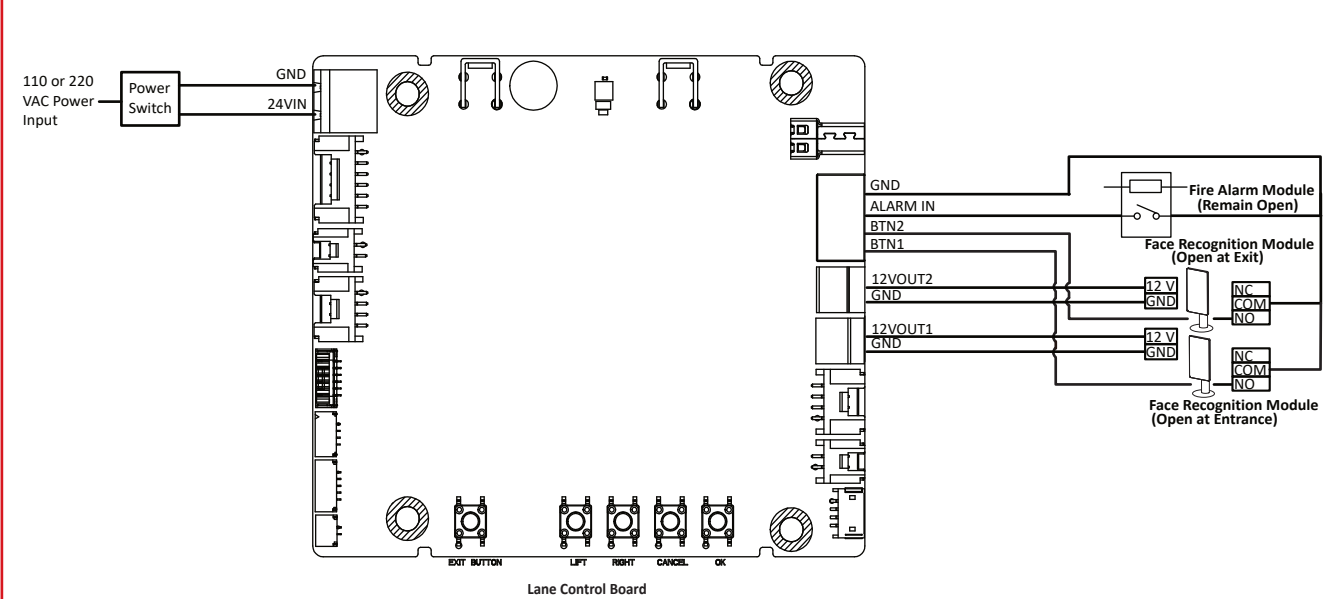 110 or 220
VAC Power
Input
Power
Switch
GND
24VIN
GND
ALARM IN
BTN2
BTN1
12VOUT2
GND
12VOUT1
GND
Fire Alarm Module
(Remain Open)
Face Recognition Module
(Open at Exit)
12 V
GND
NC
COM
NO
12 V
GND
NC
COM
NO
Face Recognition Module
(Open at Entrance)
EXIT BUTTON
LIFT
RIGHT
CANCEL
OK
Lane Control Board